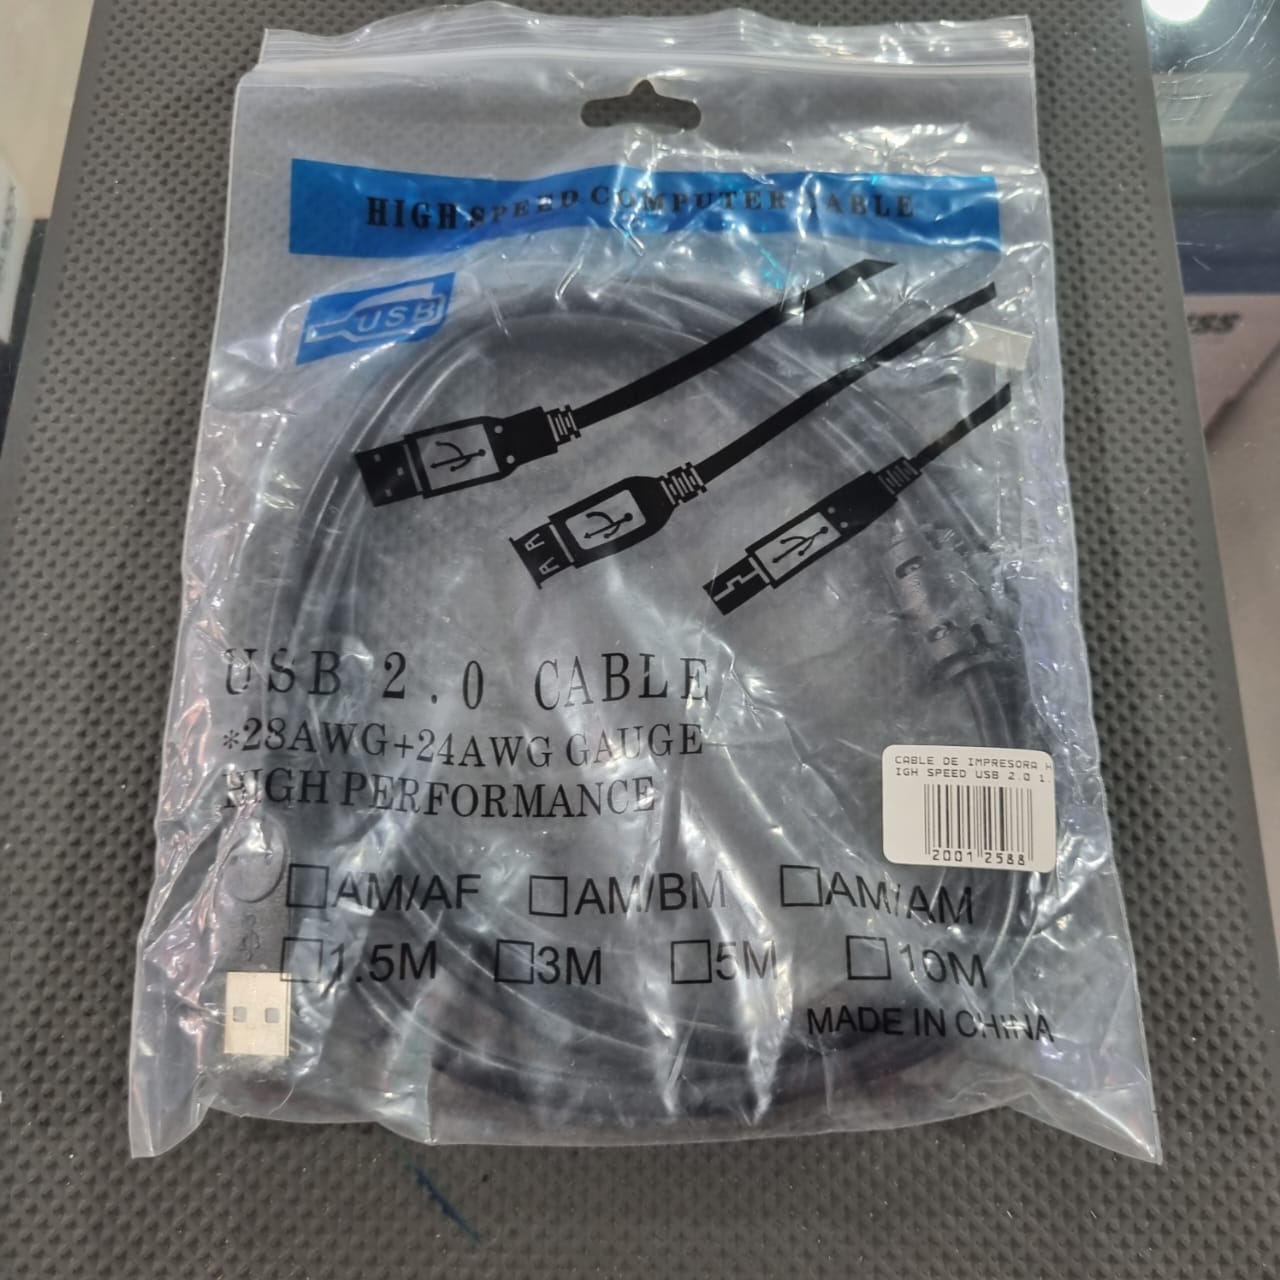 HIGH SPEED COMPUTER CABLE
USB
USB 2.0 CABLE
*28AWG+24AWG GAUGE
HIGH PERFORMANCE
CABLE DE IMPRESORA H
IGH SPEED USB 2.0 1.
2001 2588
□AM/AF □AM/BM □AM/AM
□1.5M □3M □5M □10M
MADE IN CHINA